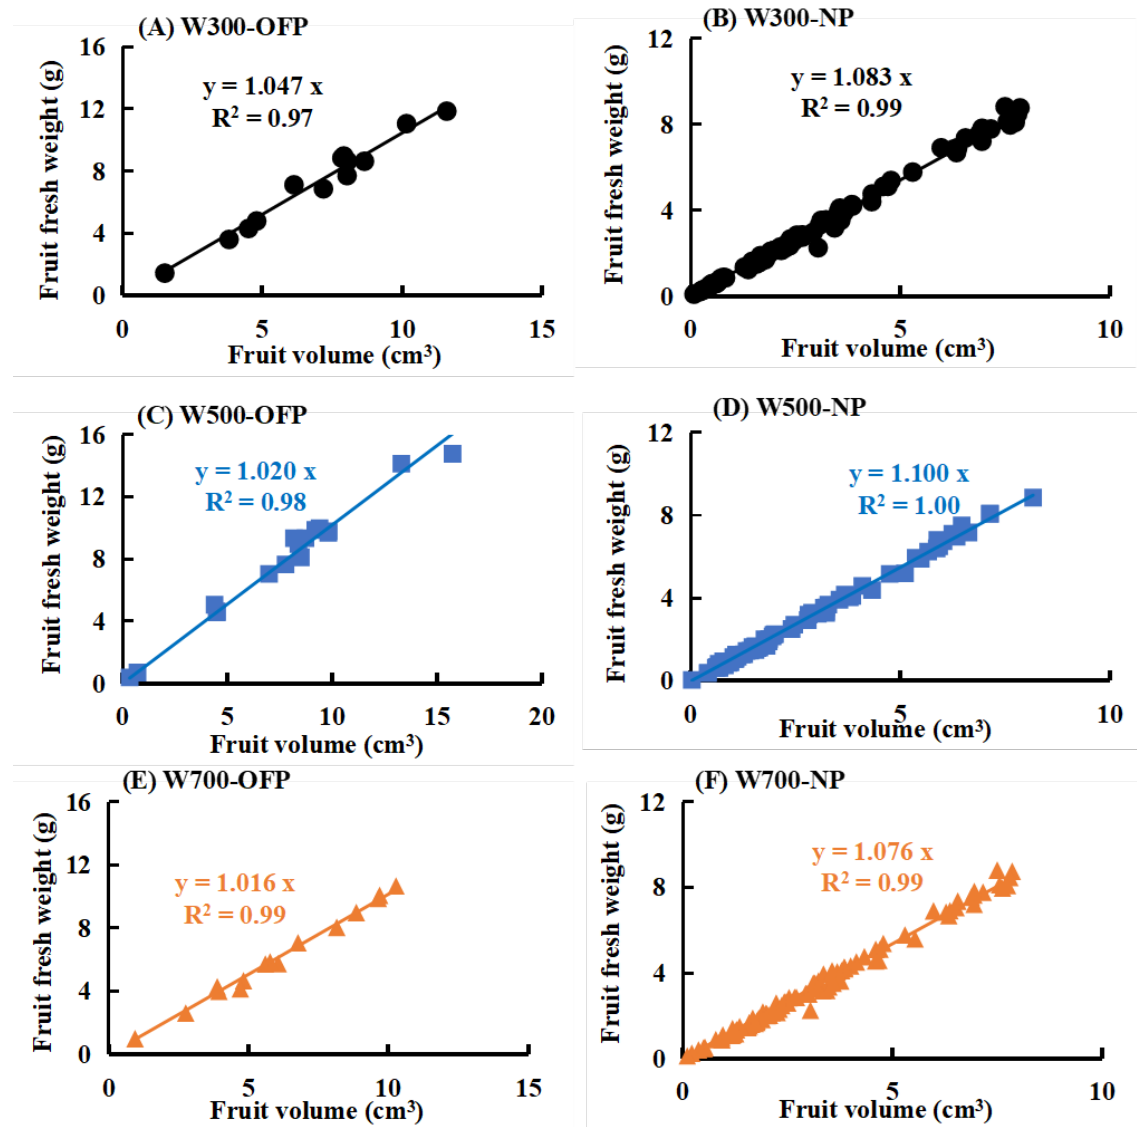 (A) W300-OFP
Fruit fresh weight (g)
16
12
8
4
0
y = 1.047 x
R² = 0.97
0 5 10 15
Fruit volume (cm³)
(B) W300-NP
Fruit fresh weight (g)
12
8
4
0
y = 1.083 x
R² = 0.99
0 5 10
Fruit volume (cm³)
(C) W500-OFP
Fruit fresh weight (g)
16
12
8
4
0
y = 1.020 x
R² = 0.98
0 5 10 15 20
Fruit volume (cm³)
(D) W500-NP
Fruit fresh weight (g)
12
8
4
0
y = 1.100 x
R² = 1.00
0 5 10
Fruit volume (cm³)
(E) W700-OFP
Fruit fresh weight (g)
16
12
8
4
0
y = 1.016 x
R² = 0.99
0 5 10 15
Fruit volume (cm³)
(F) W700-NP
Fruit fresh weight (g)
12
8
4
0
y = 1.076 x
R² = 0.99
0 5 10
Fruit volume (cm³)